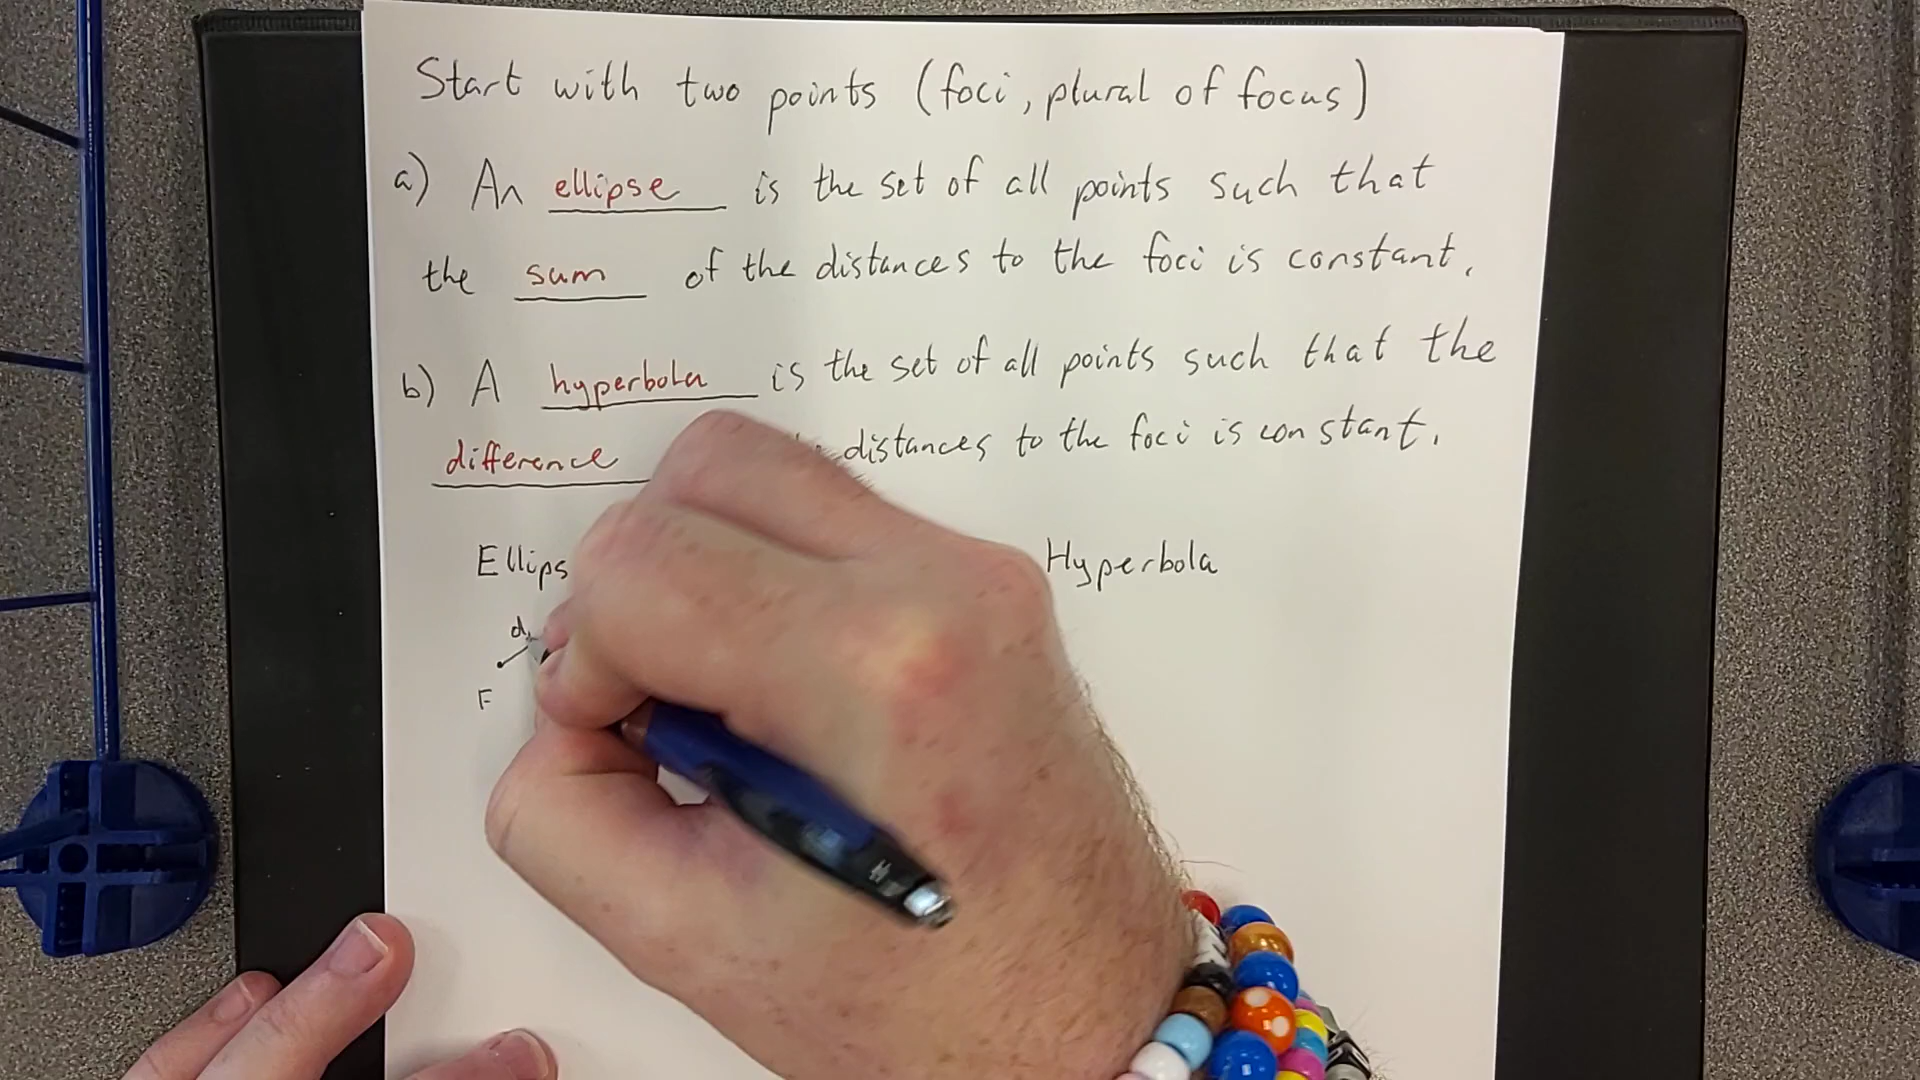 Start with two points (foci, plural of focus)
a) An ellipse is the set of all points such that
the sum of the distances to the foci is constant.
b) A hyperbola is the set of all points such that the
difference distances to the foci is constant.
Ellips Hyperbola
d
F